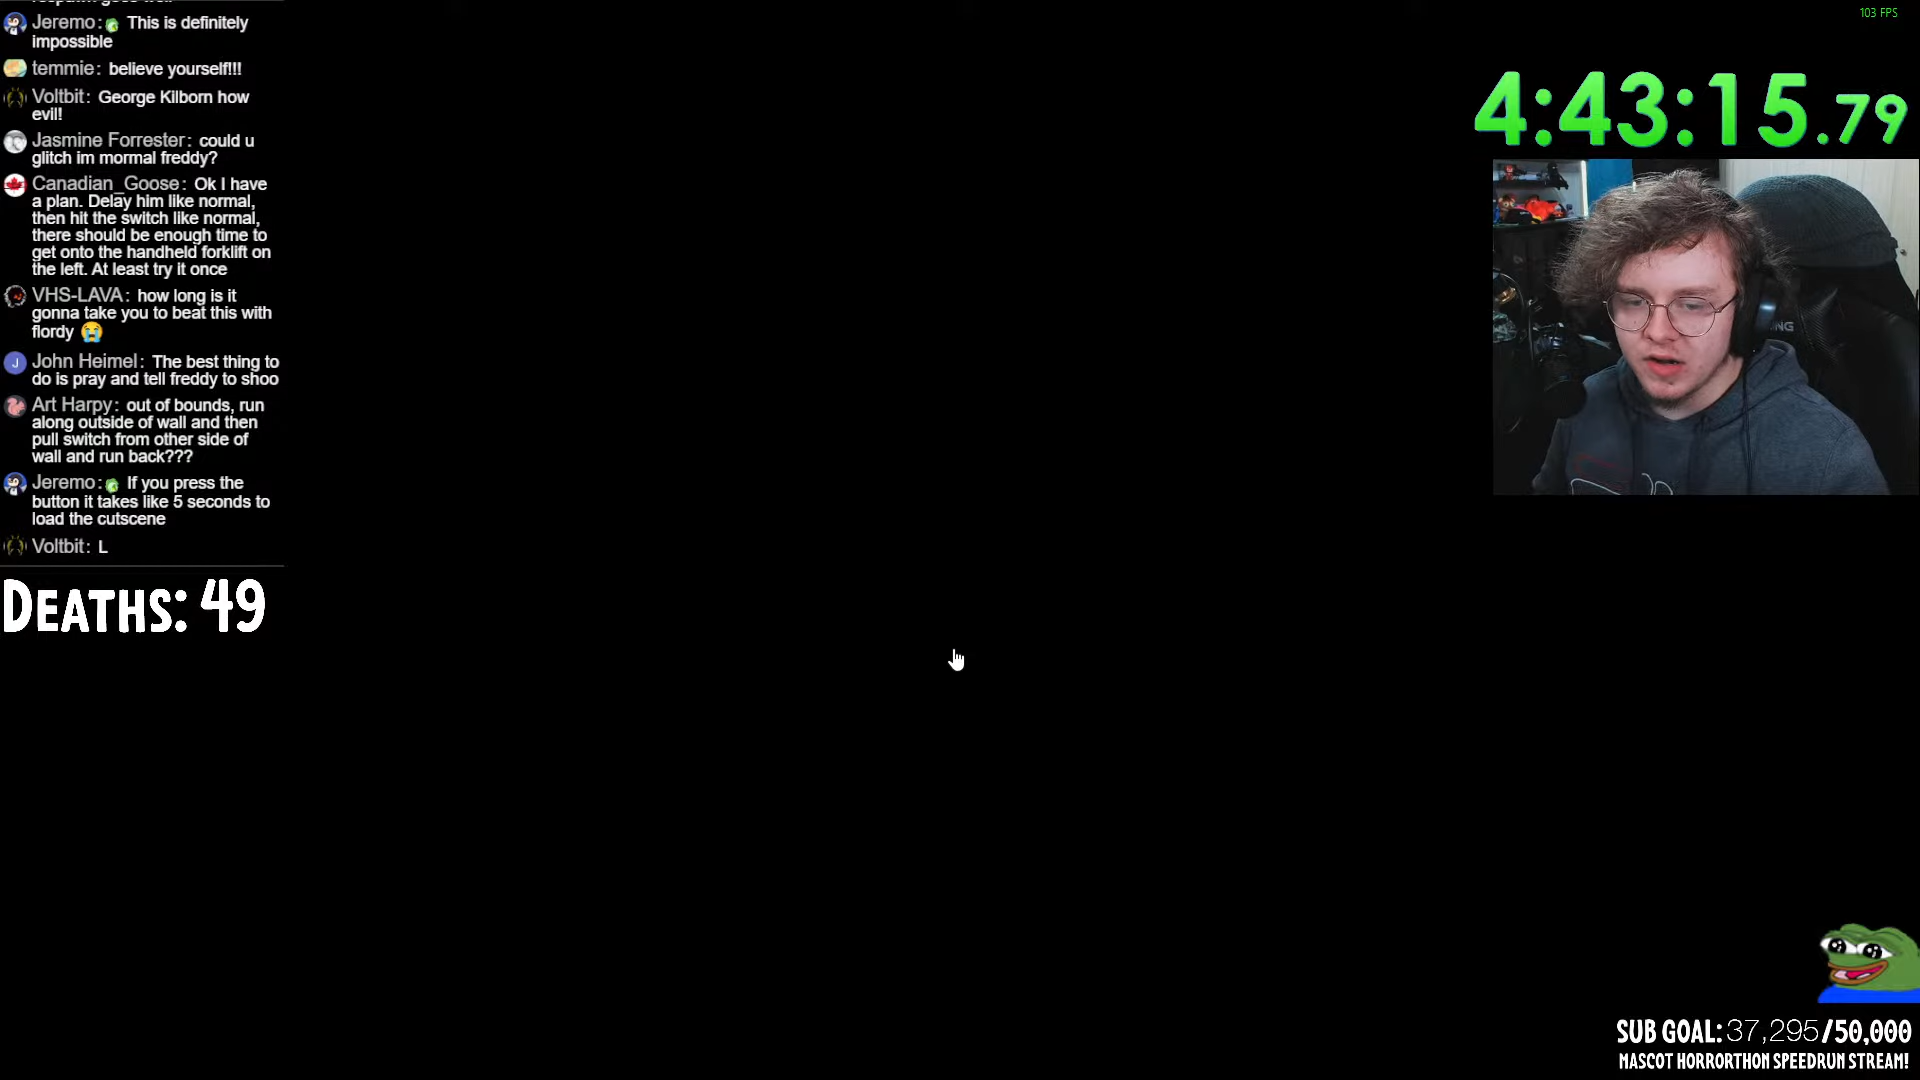 103 FPS
Jeremo: This is definitely
impossible
temmie: believe yourself!!!
Voltbit: George Kilborn how
evil!
Jasmine Forrester: could u
glitch im mormal freddy?
Canadian_Goose: Ok I have
a plan. Delay him like normal,
then hit the switch like normal,
there should be enough time to
get onto the handheld forklift on
the left. At least try it once
VHS-LAVA: how long is it
gonna take you to beat this with
flordy 😭
J John Heimel: The best thing to
do is pray and tell freddy to shoo
Art Harpy: out of bounds, run
along outside of wall and then
pull switch from other side of
wall and run back???
Jeremo: If you press the
button it takes like 5 seconds to
load the cutscene
Voltbit: L
DEATHS: 49
4:43:15.79
SUB GOAL: 37,295/50,000
MASCOT HORRORTHON SPEEDRUN STREAM!